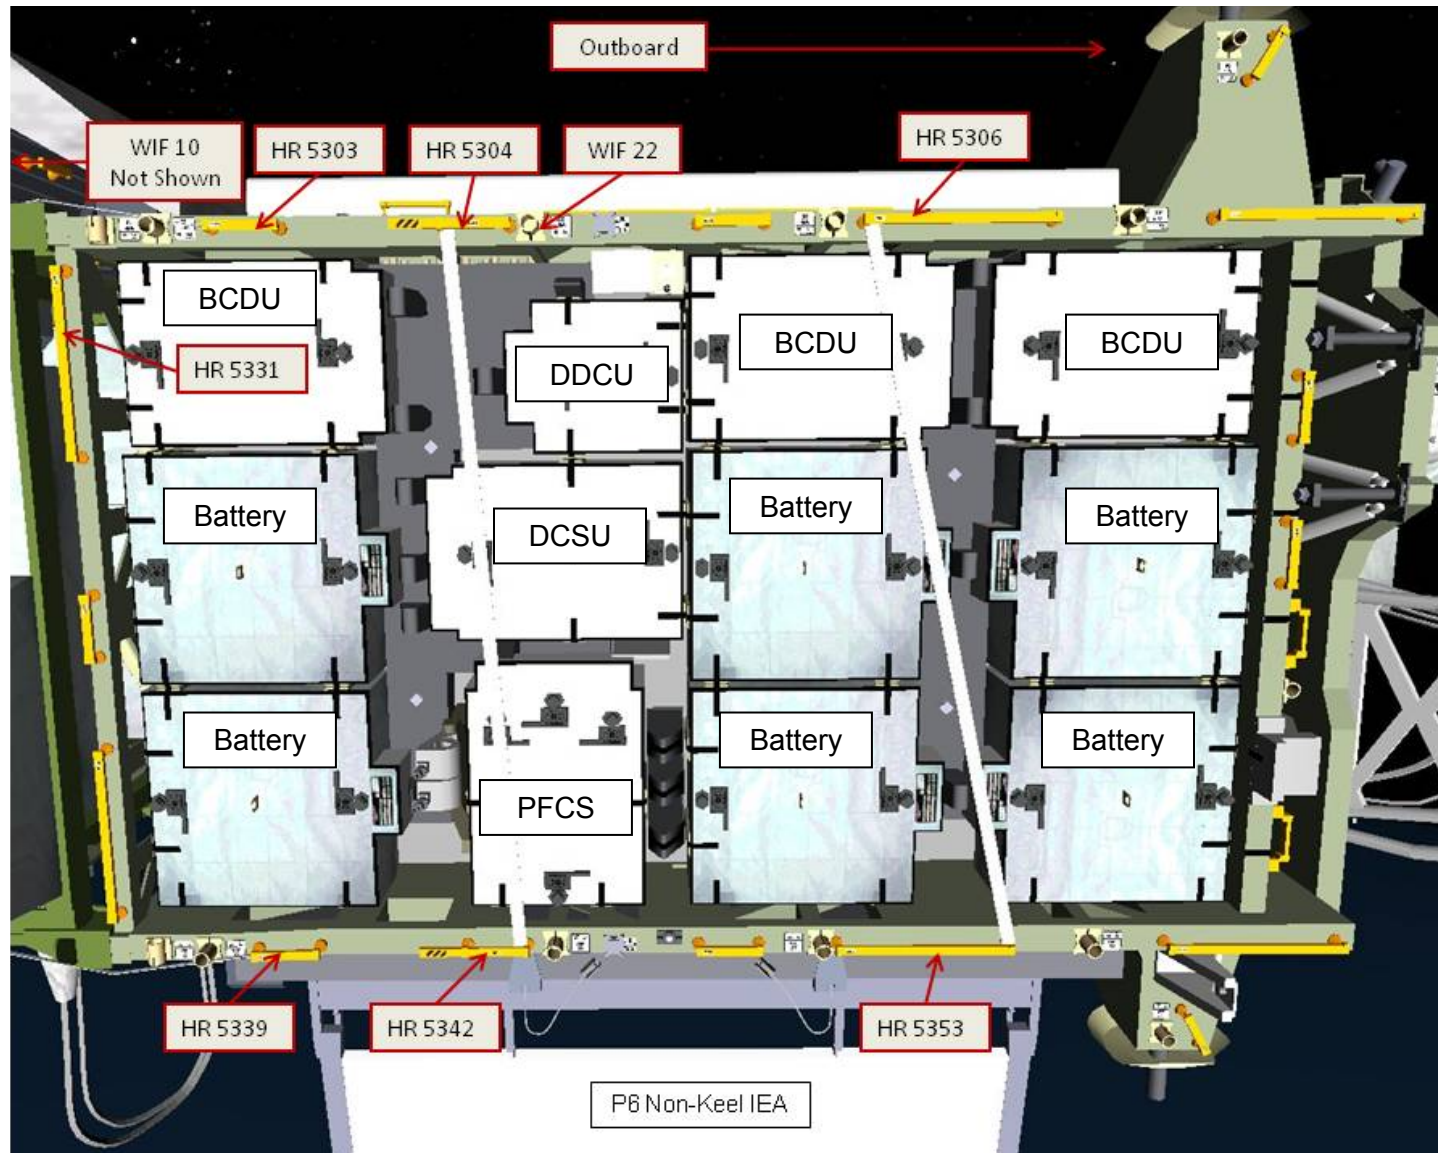 Outboard
WIF 10
Not Shown
HR 5303
HR 5304
WIF 22
HR 5306
BCDU
HR 5331
DDCU
BCDU
BCDU
Battery
DCSU
Battery
Battery
Battery
PFCS
Battery
Battery
HR 5339
HR 5342
HR 5353
P6 Non-Keel IEA